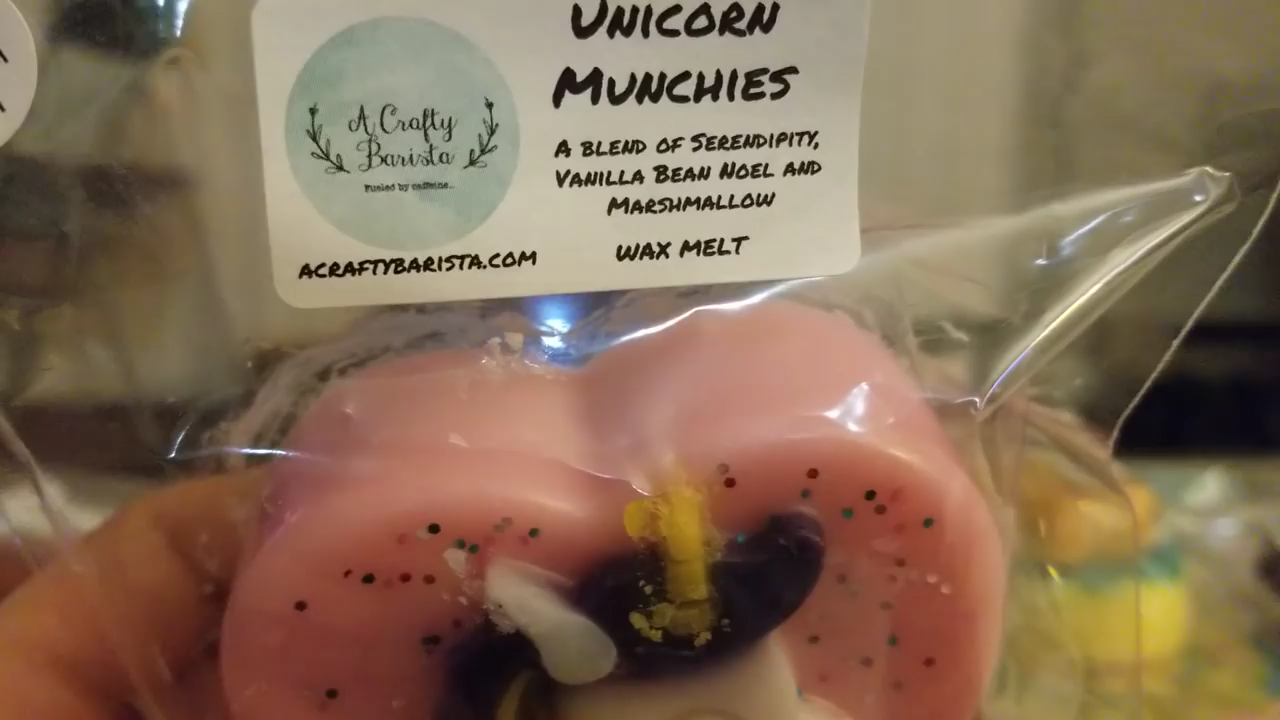 A Crafty
Barista
Fueled by caffeine...
ACRAFTYBARISTA.COM
UNICORN
MUNCHIES
A BLEND OF SERENDIPITY,
VANILLA BEAN NOEL AND
MARSHMALLOW
WAX MELT